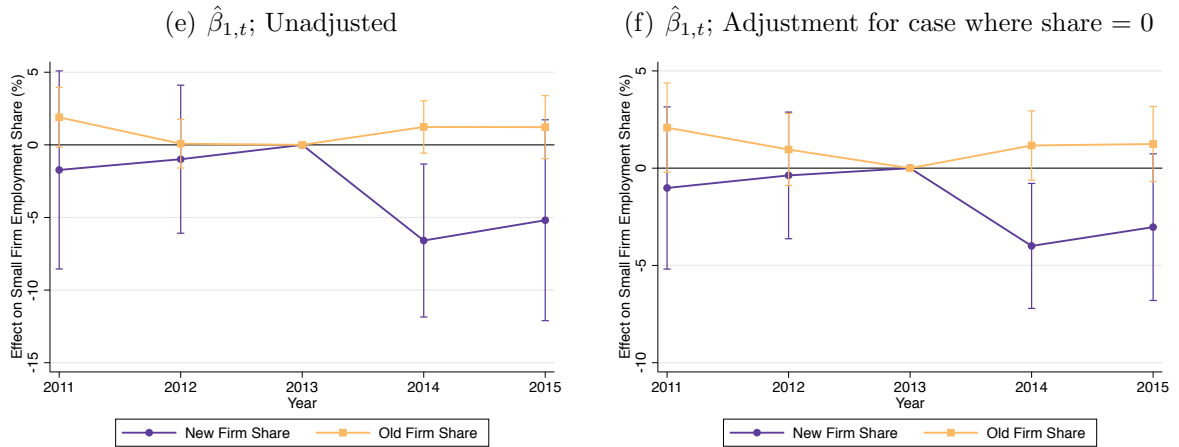 (e) β̂1,t; Unadjusted
Effect on Small Firm Employment Share (%)
5
0
-5
-10
-15
2011 2012 2013 2014 2015
Year
New Firm Share Old Firm Share
(f) β̂1,t; Adjustment for case where share = 0
Effect on Small Firm Employment Share (%)
5
0
-5
-10
2011 2012 2013 2014 2015
Year
New Firm Share Old Firm Share